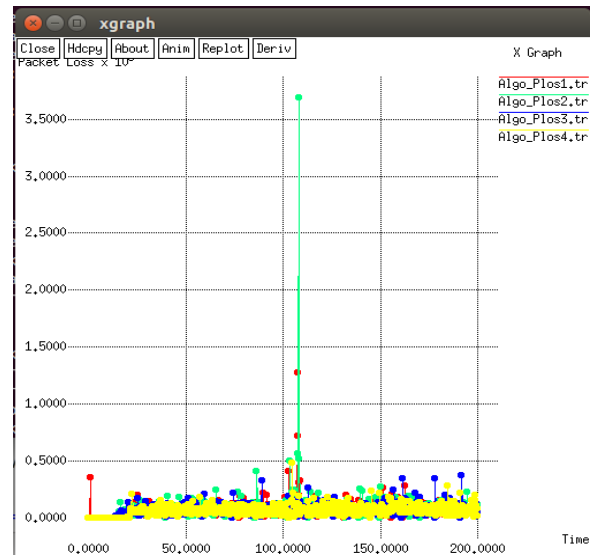 xgraph
Close Hdcpy About Anim Replot Deriv
X Graph
Packet Loss x
Algo_Plos1.tr
Algo_Plos2.tr
Algo_Plos3.tr
Algo_Plos4.tr
3.5000
3.0000
2.5000
2.0000
1.5000
1.0000
0.5000
0.0000
Time
0.0000 50.0000 100.0000 150.0000 200.0000